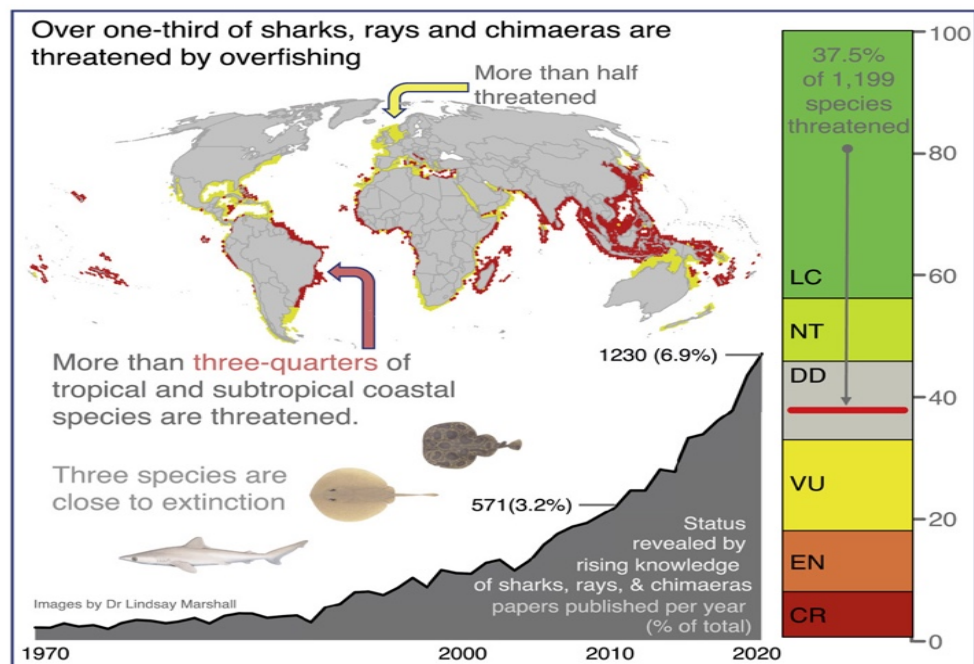 Over one-third of sharks, rays and chimaeras are
threatened by overfishing
More than half
threatened
More than three-quarters of
tropical and subtropical coastal
species are threatened.
Three species are
close to extinction
Images by Dr Lindsay Marshall
1230 (6.9%)
571(3.2%)
Status
revealed by
rising knowledge
of sharks, rays, & chimaeras
papers published per year
(% of total)
1970
2000
2010
2020
37.5%
of 1,199
species
threatened
LC
NT
DD
VU
EN
CR
100
80
60
40
20
0